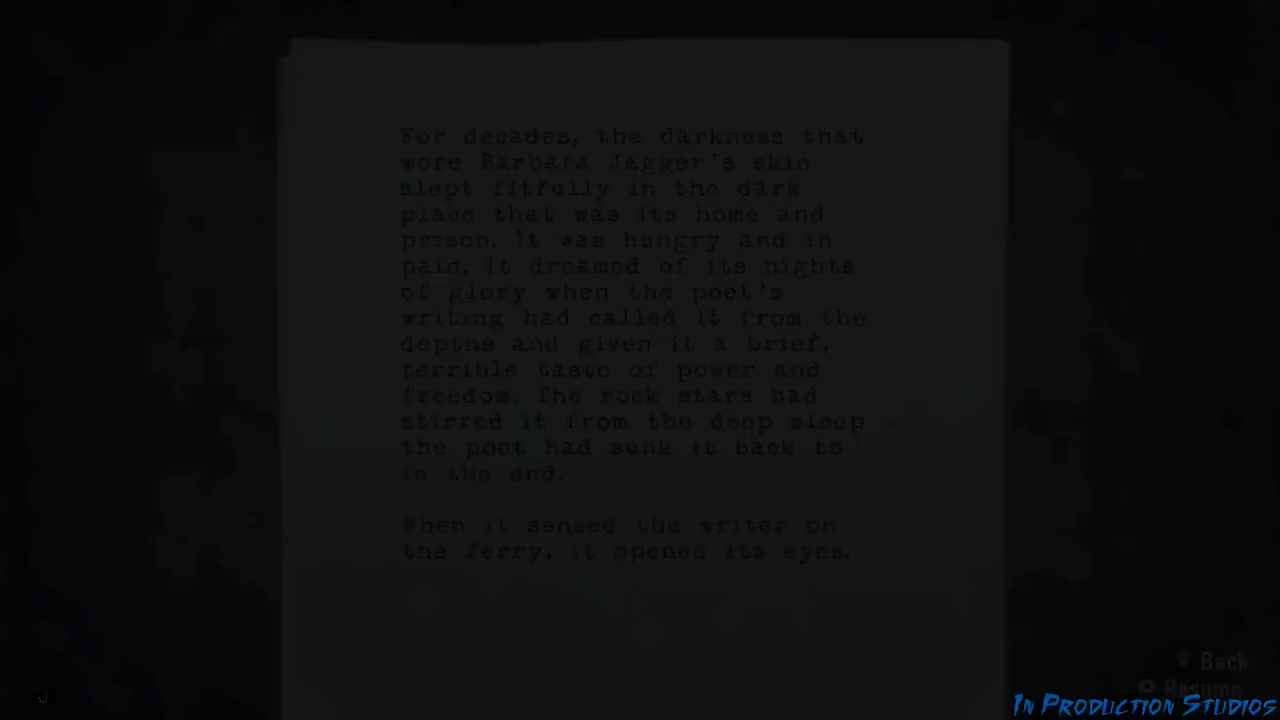 For decades, the darkness that
wore Barbara Jagger's skin
slept fitfully in the dark
place that was its home and
prison. It was hungry and in
pain. It dreamed of its nights
of glory when the poet's
writing had called it from the
depths and given it a brief,
terrible taste of power and
freedom. The rock stars had
stirred it from the deep sleep
the poet had sunk it back to
in the end.
When it sensed the writer on
the ferry, it opened its eyes.
Back
Resume
In Production Studios